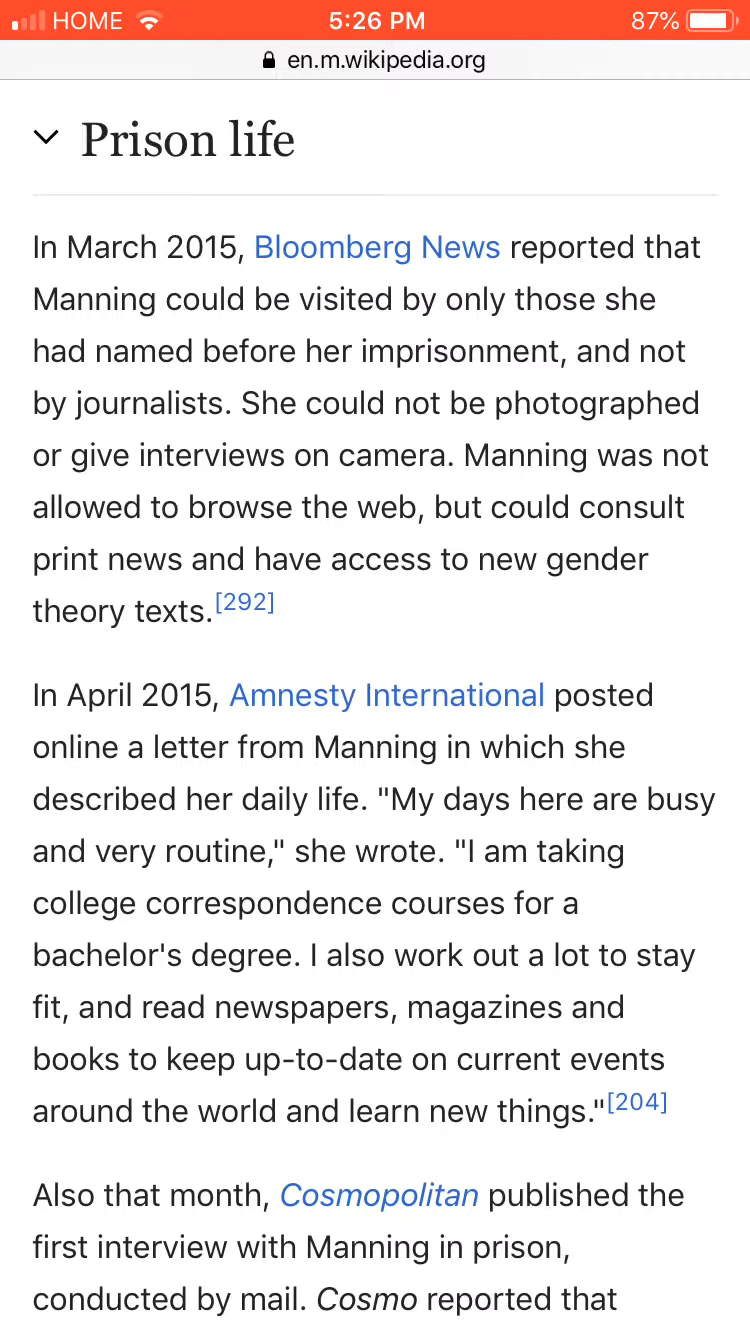 HOME 5:26 PM 87%
en.m.wikipedia.org
Prison life
In March 2015, Bloomberg News reported that
Manning could be visited by only those she
had named before her imprisonment, and not
by journalists. She could not be photographed
or give interviews on camera. Manning was not
allowed to browse the web, but could consult
print news and have access to new gender
theory texts.[292]
In April 2015, Amnesty International posted
online a letter from Manning in which she
described her daily life. "My days here are busy
and very routine," she wrote. "I am taking
college correspondence courses for a
bachelor's degree. I also work out a lot to stay
fit, and read newspapers, magazines and
books to keep up-to-date on current events
around the world and learn new things."[204]
Also that month, Cosmopolitan published the
first interview with Manning in prison,
conducted by mail. Cosmo reported that